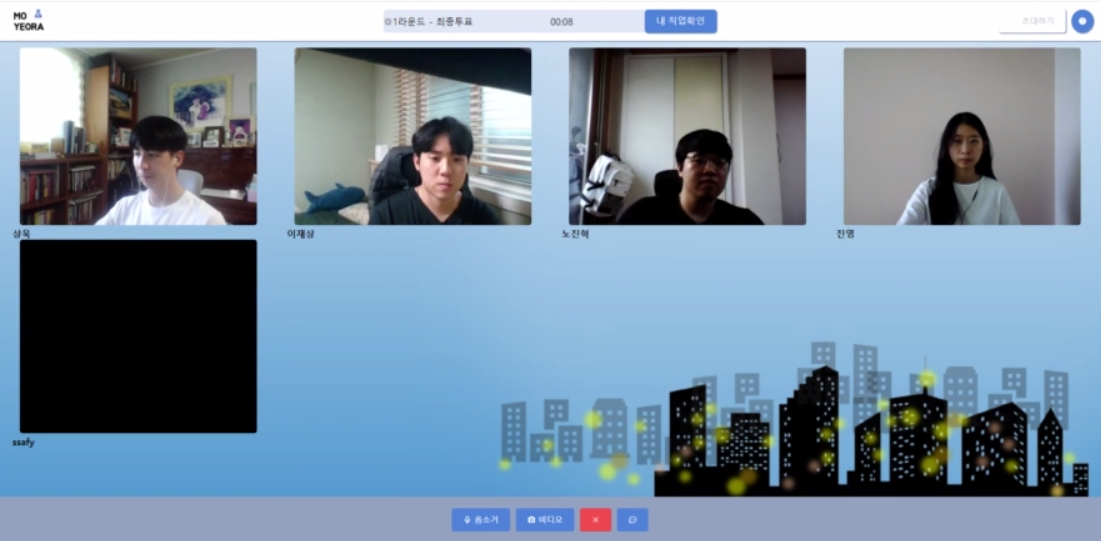 MO
YEORA
1라운드 - 최종투표
00:08
내 직업확인
초대하기
상욱
이재상
노진혁
진영
ssafy
음소거
비디오